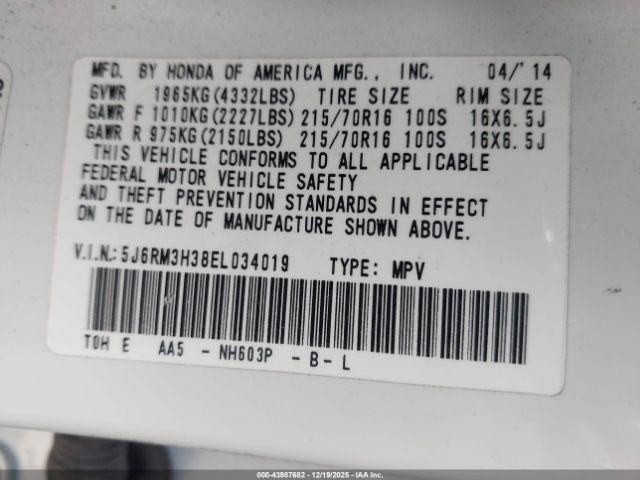 MFD. BY HONDA OF AMERICA MFG., INC. 04/'14
GVWR 1965KG(4332LBS) TIRE SIZE RIM SIZE
GAWR F 1010KG(2227LBS) 215/70R16 100S 16X6.5J
GAWR R 975KG(2150LBS) 215/70R16 100S 16X6.5J
THIS VEHICLE CONFORMS TO ALL APPLICABLE
FEDERAL MOTOR VEHICLE SAFETY
AND THEFT PREVENTION STANDARDS IN EFFECT
ON THE DATE OF MANUFACTURE SHOWN ABOVE.
V.I.N.: 5J6RM3H38EL034019 TYPE: MPV
TOH E AA5 - NH603P - B - L
000-43987682 - 12/19/2025 - IAA Inc.